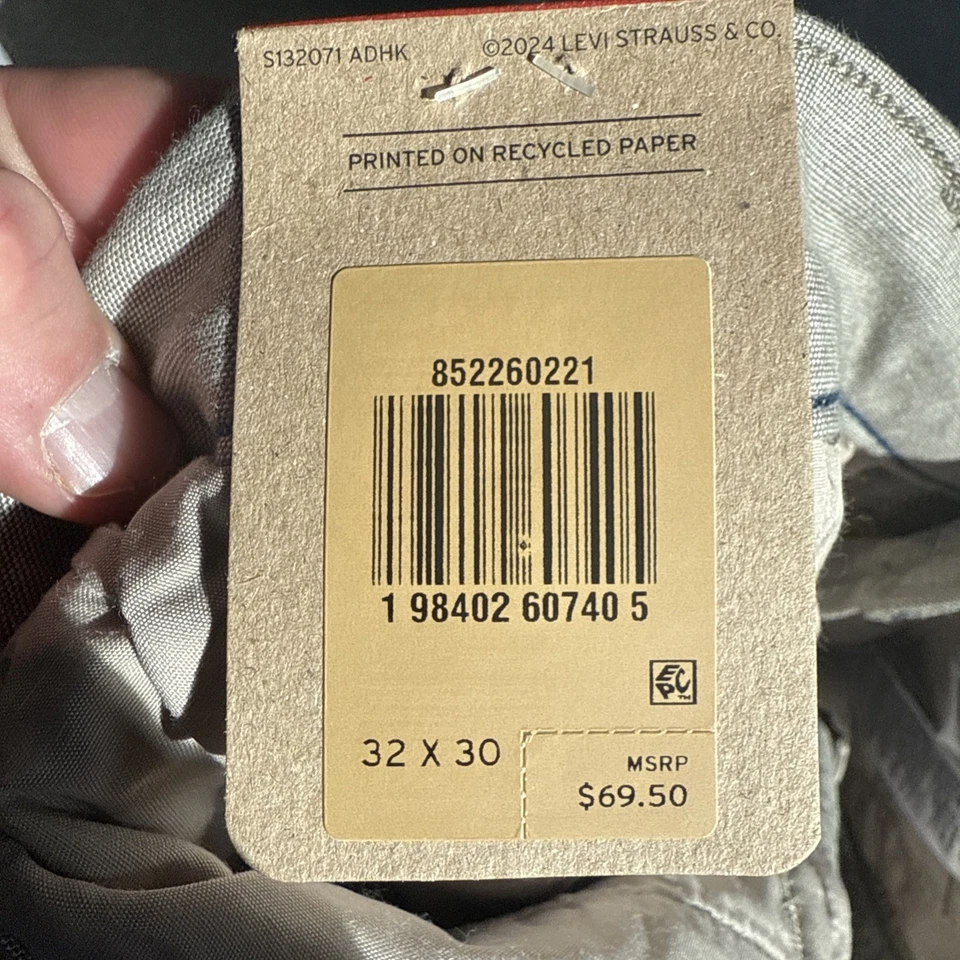 S132071 ADHK ©2024 LEVI STRAUSS & CO.
PRINTED ON RECYCLED PAPER
852260221
1 98402 60740 5
EPC™
32 X 30
MSRP
$69.50